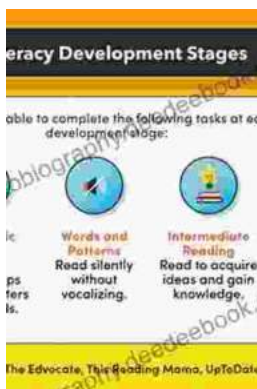 eracy Development Stages
able to complete the following tasks at ea
development stage:
ic
ps
ters
ls.
Words and
Patterns
Read silently
without
vocalizing.
Intermediate
Reading
Read to acquire
ideas and gain
knowledge.
The Edvocate, This Reading Mama, UpToDate